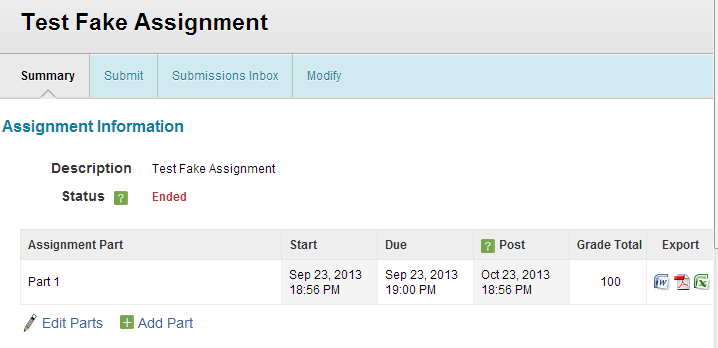 Test Fake Assignment
Summary Submit Submissions Inbox Modify
Assignment Information
Description Test Fake Assignment
Status ? Ended
Assignment Part Start Due ? Post Grade Total Export
Part 1 Sep 23, 2013 Sep 23, 2013 Oct 23, 2013 100
18:56 PM 19:00 PM 18:56 PM
Edit Parts Add Part